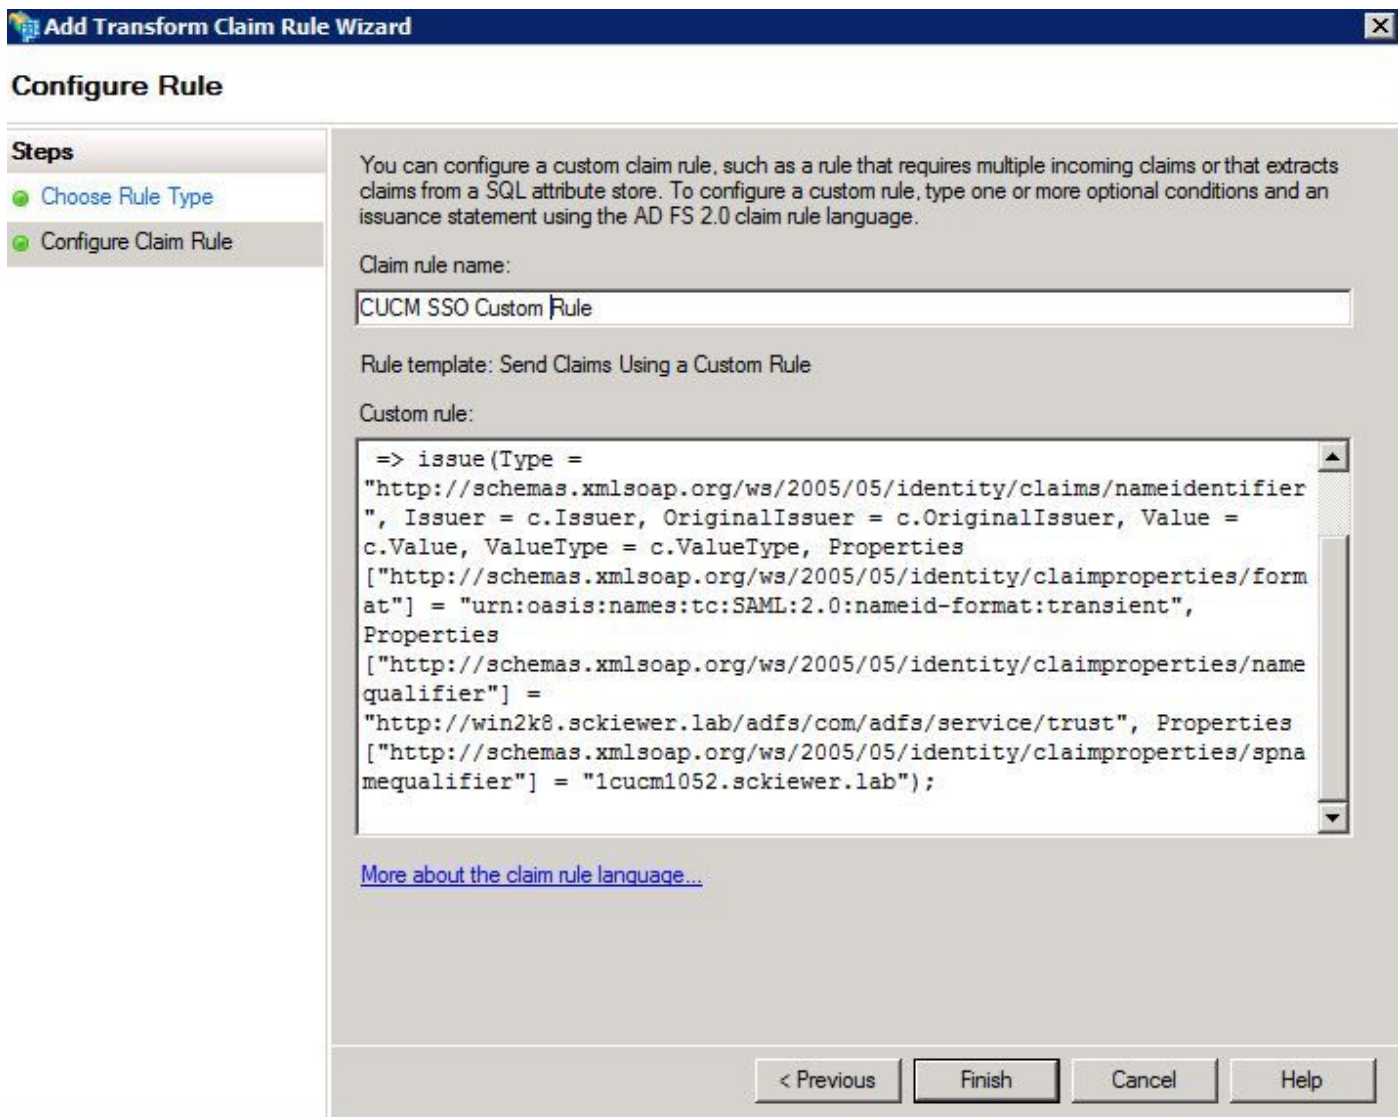 Add Transform Claim Rule Wizard
Configure Rule
Steps
Choose Rule Type
Configure Claim Rule
You can configure a custom claim rule, such as a rule that requires multiple incoming claims or that extracts
claims from a SQL attribute store. To configure a custom rule, type one or more optional conditions and an
issuance statement using the AD FS 2.0 claim rule language.
Claim rule name:
CUCM SSO Custom Rule
Rule template: Send Claims Using a Custom Rule
Custom rule:
=> issue(Type =
"http://schemas.xmlsoap.org/ws/2005/05/identity/claims/nameidentifier
", Issuer = c.Issuer, OriginalIssuer = c.OriginalIssuer, Value =
c.Value, ValueType = c.ValueType, Properties
["http://schemas.xmlsoap.org/ws/2005/05/identity/claimproperties/form
at"] = "urn:oasis:names:tc:SAML:2.0:nameid-format:transient",
Properties
["http://schemas.xmlsoap.org/ws/2005/05/identity/claimproperties/name
qualifier"] =
"http://win2k8.sckiewer.lab/adfs/com/adfs/service/trust", Properties
["http://schemas.xmlsoap.org/ws/2005/05/identity/claimproperties/spna
mequalifier"] = "1cucm1052.sckiewer.lab");
More about the claim rule language...
< Previous
Finish
Cancel
Help